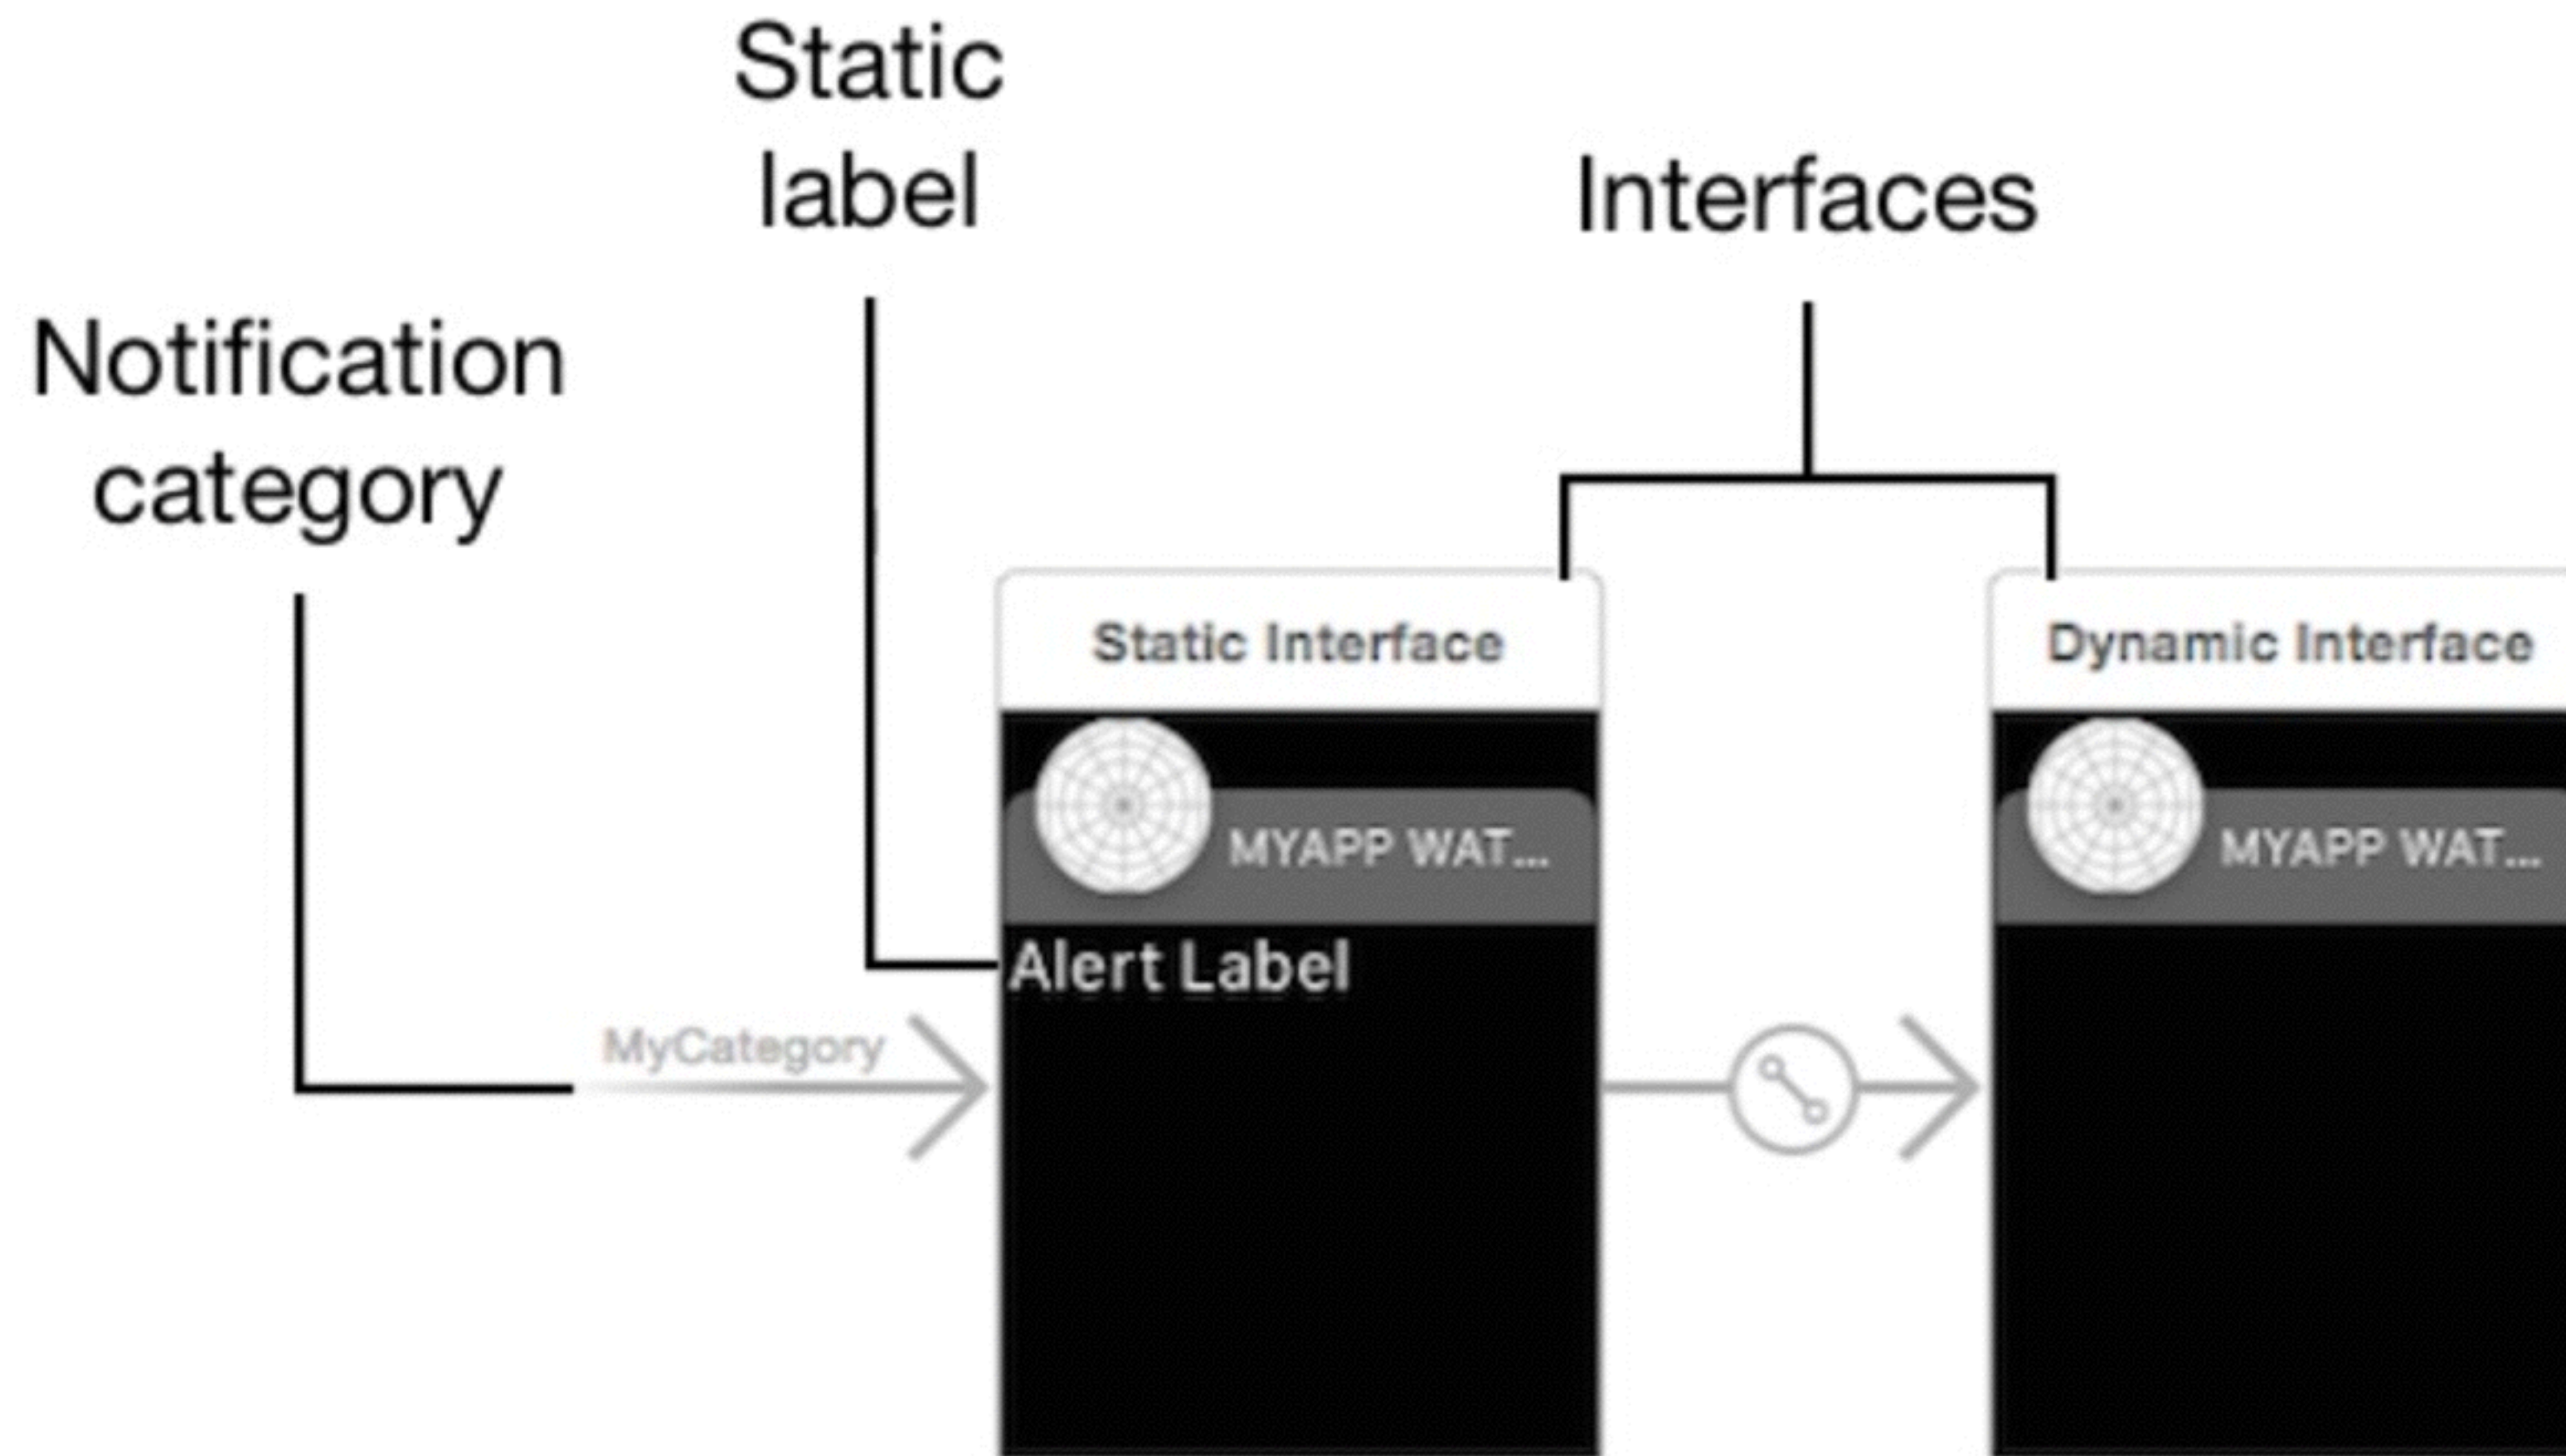 Static
label
Interfaces
Notification
category
Static Interface
Dynamic Interface
MYAPP WAT...
MYAPP WAT...
Alert Label
MyCategory